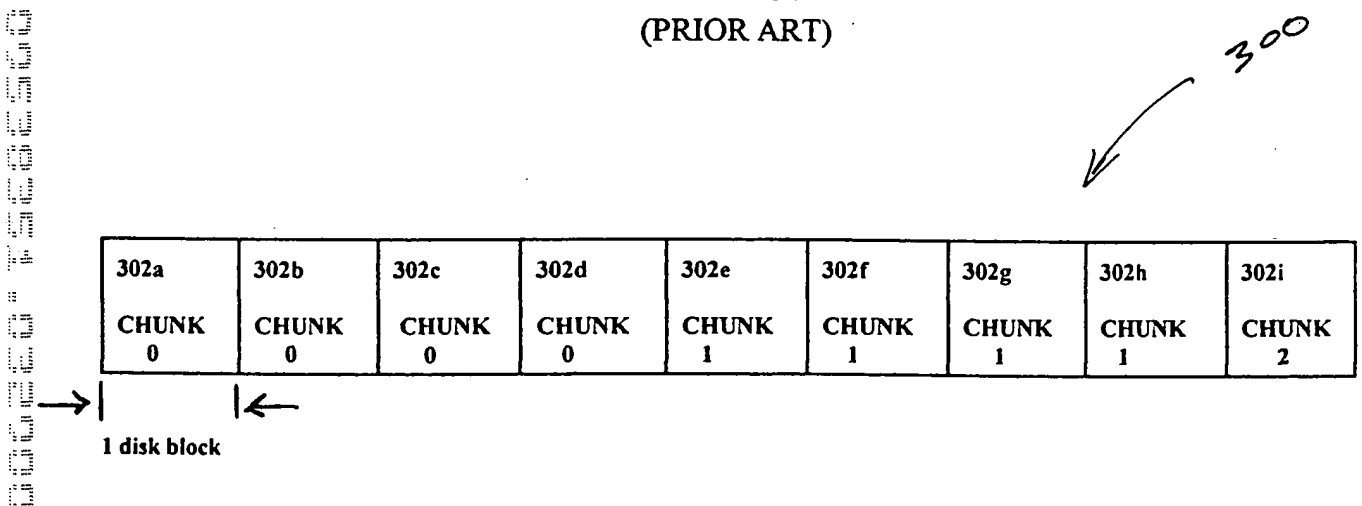 (PRIOR ART)
300
302a 302b 302c 302d 302e 302f 302g 302h 302i
CHUNK CHUNK CHUNK CHUNK CHUNK CHUNK CHUNK CHUNK CHUNK
0 0 0 0 1 1 1 1 2
1 disk block